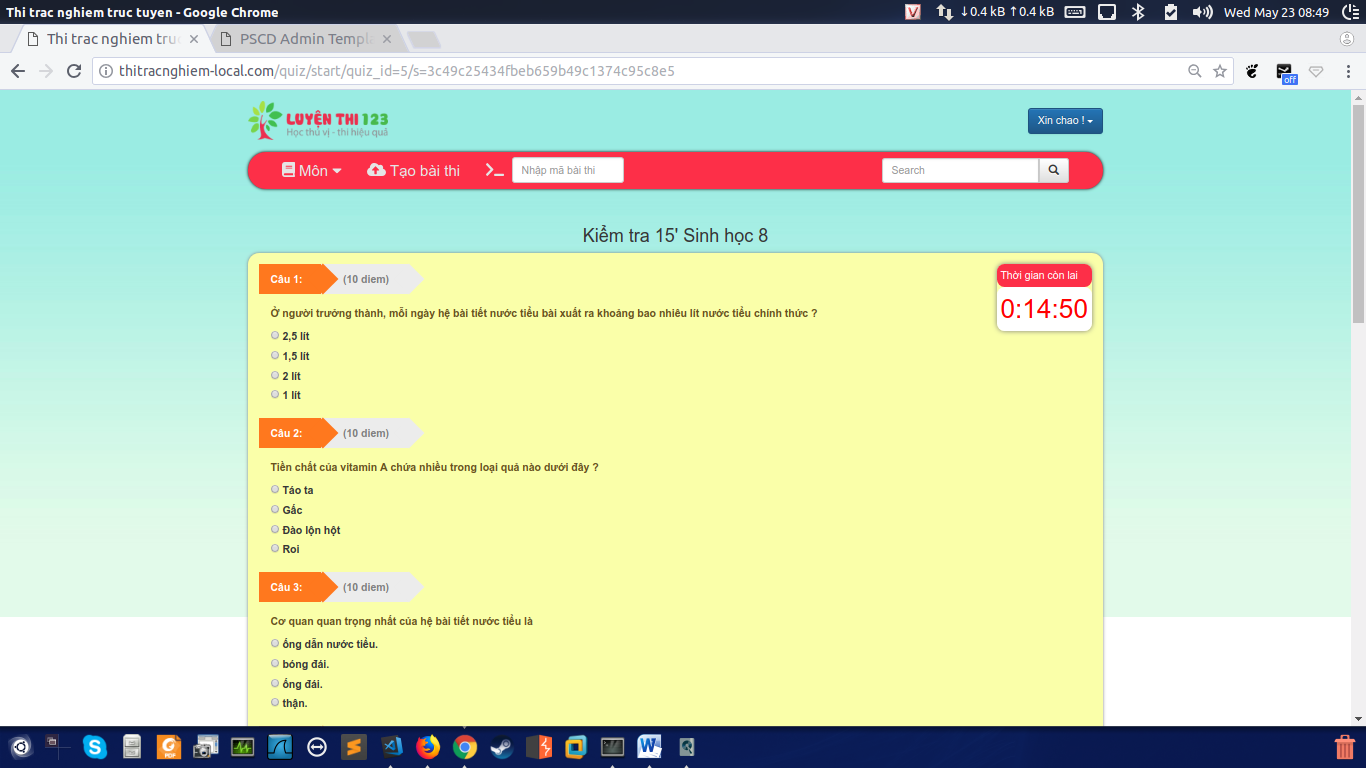 Thi trac nghiem truc tuyen - Google Chrome
↓0.4 kB ↑0.4 kB
Wed May 23 08:49
Thi trac nghiem truc
PSCD Admin Templa
thitracnghiem-local.com/quiz/start/quiz_id=5/s=3c49c25434fbeb659b49c1374c95c8e5
off
LUYỆN THI 123
Học thú vị - thi hiệu quả
Xin chao !
Môn
Tạo bài thi
Nhập mã bài thi
Search
Kiểm tra 15' Sinh học 8
Câu 1:
(10 diem)
Thời gian còn lai
0:14:50
Ở người trưởng thành, mỗi ngày hệ bài tiết nước tiểu bài xuất ra khoảng bao nhiêu lít nước tiểu chính thức ?
2,5 lít
1,5 lít
2 lít
1 lít
Câu 2:
(10 diem)
Tiền chất của vitamin A chứa nhiều trong loại quả nào dưới đây ?
Táo ta
Gấc
Đào lộn hột
Roi
Câu 3:
(10 diem)
Cơ quan quan trọng nhất của hệ bài tiết nước tiểu là
ống dẫn nước tiểu.
bóng đái.
ống đái.
thận.